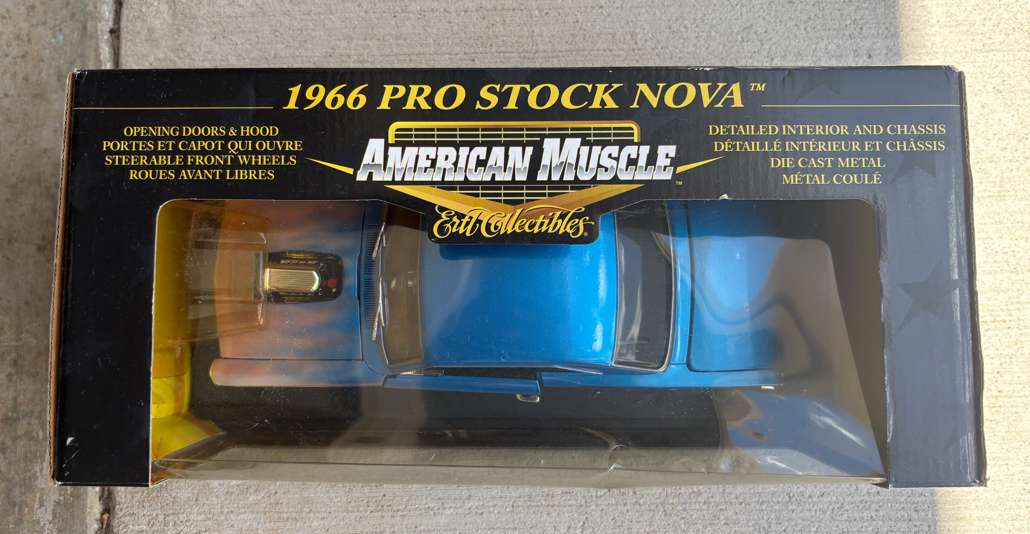 1966 PRO STOCK NOVA™
OPENING DOORS & HOOD
PORTES ET CAPOT QUI OUVRE
STEERABLE FRONT WHEELS
ROUES AVANT LIBRES
AMERICAN MUSCLE™
Ertl Collectibles®
DETAILED INTERIOR AND CHASSIS
DÉTAILLÉ INTÉRIEUR ET CHÂSSIS
DIE CAST METAL
MÉTAL COULÉ